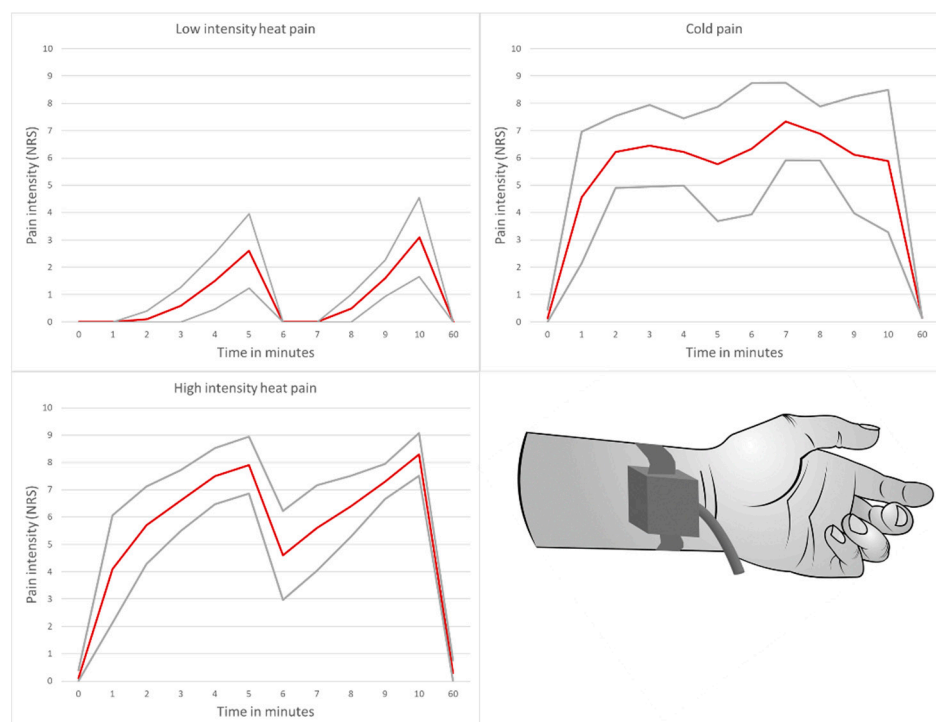 Low intensity heat pain
10
9
8
7
6
5
4
3
2
1
0
Pain intensity (NRS)
0 1 2 3 4 5 6 7 8 9 10 60
Time in minutes
Cold pain
10
9
8
7
6
5
4
3
2
1
0
Pain intensity (NRS)
0 1 2 3 4 5 6 7 8 9 10 60
Time in minutes
High intensity heat pain
10
9
8
7
6
5
4
3
2
1
0
Pain intensity (NRS)
0 1 2 3 4 5 6 7 8 9 10 60
Time in minutes